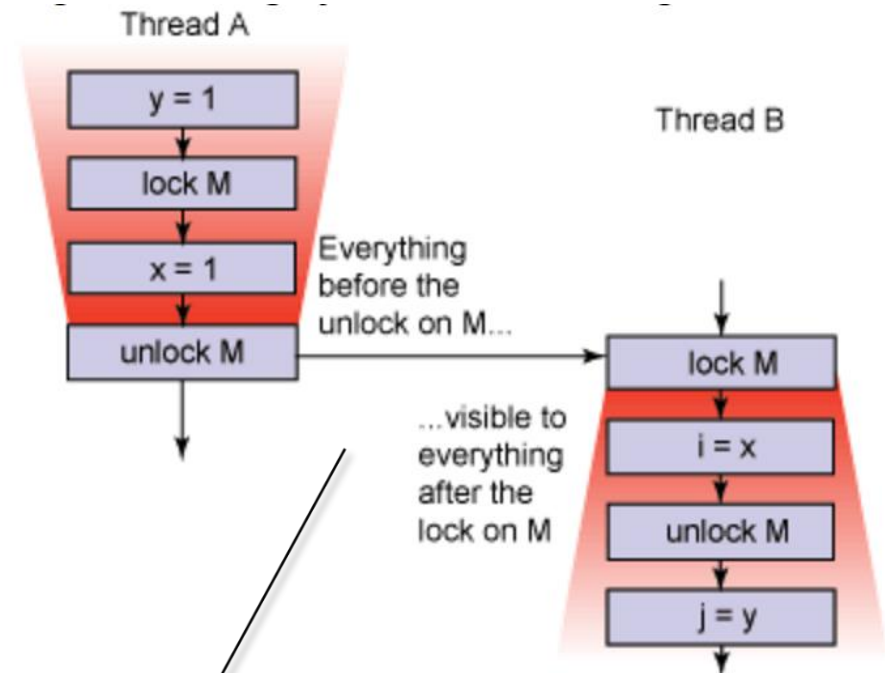 Thread A
y = 1
lock M
x = 1
unlock M
Everything
before the
unlock on M...
Thread B
lock M
...visible to
everything
after the
lock on M
i = x
unlock M
j = y